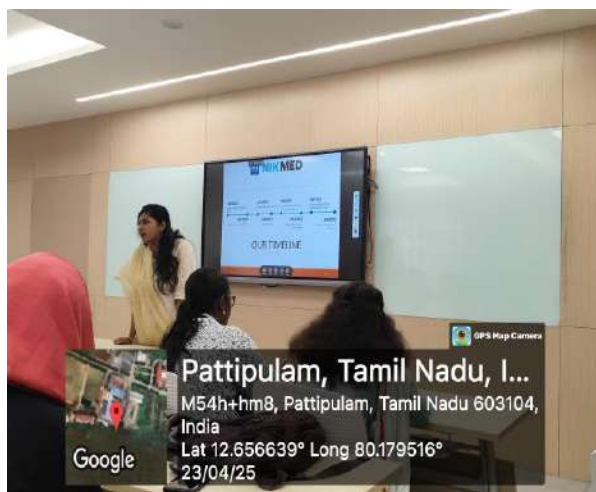 NIKMED
OUR TIMELINE
GPS Map Camera
Pattipulam, Tamil Nadu, I...
M54h+hm8, Pattipulam, Tamil Nadu 603104,
India
Lat 12.656639° Long 80.179516°
23/04/25
Google